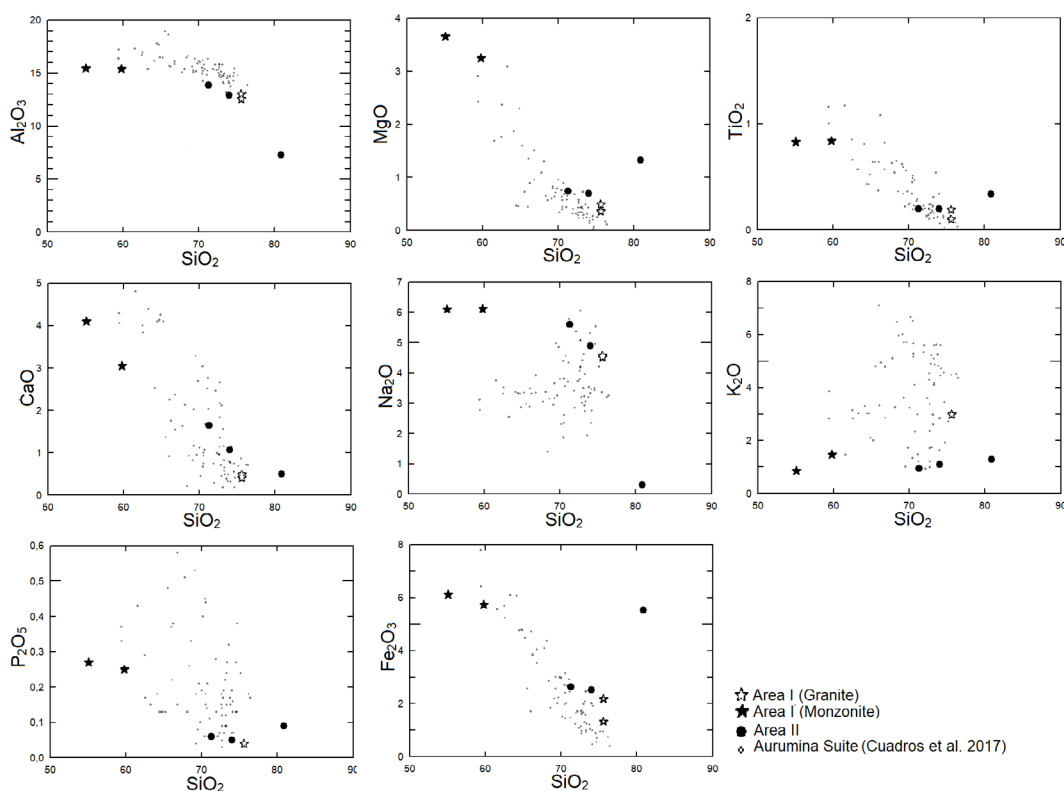 20
15
10
5
0
Al₂O₃
50 60 70 80 90
SiO₂
4
3
2
1
0
MgO
50 60 70 80 90
SiO₂
2
1
0
TiO₂
50 60 70 80 90
SiO₂
5
4
3
2
1
0
CaO
50 60 70 80 90
SiO₂
7
6
5
4
3
2
1
0
Na₂O
50 60 70 80 90
SiO₂
8
6
4
2
0
K₂O
50 60 70 80 90
SiO₂
0,6
0,5
0,4
0,3
0,12
0,1
0,0
P₂O₅
50 60 70 80 90
SiO₂
8
6
4
2
0
Fe₂O₃
50 60 70 80 90
SiO₂
Area I (Granite)
Area I (Monzonite)
Area II
Aurumina Suite (Cuadros et al. 2017)